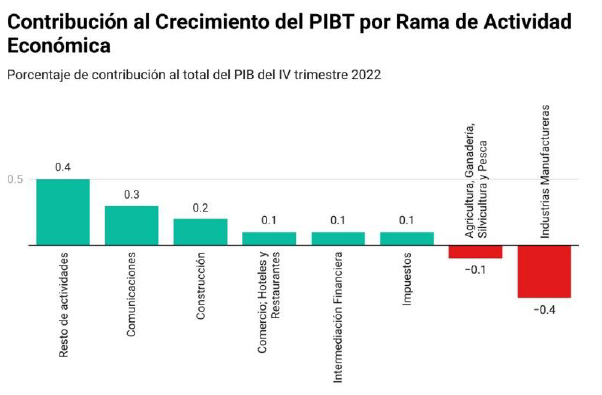 Contribución al Crecimiento del PIBT por Rama de Actividad
Económica
Porcentaje de contribución al total del PIB del IV trimestre 2022
0.5
0.4
Resto de actividades
0.3
Comunicaciones
0.2
Construcción
0.1
Comercio; Hoteles y
Restaurantes
0.1
Intermediación Financiera
0.1
Impuestos
Agricultura, Ganadería,
Silvicultura y Pesca
−0.1
Industrias Manufactureras
−0.4